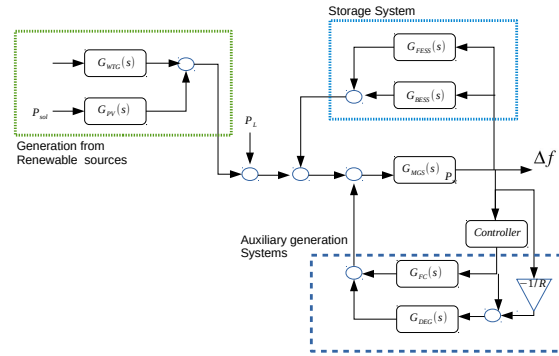 Storage System
G_FESS(s)
G_WTG(s)
G_BESS(s)
G_PV(s)
P_sol
P_L
Generation from
Renewable sources
G_MGS(s) P
Δf
Controller
Auxiliary generation
Systems
G_FC(s)
−1/R
G_DEG(s)